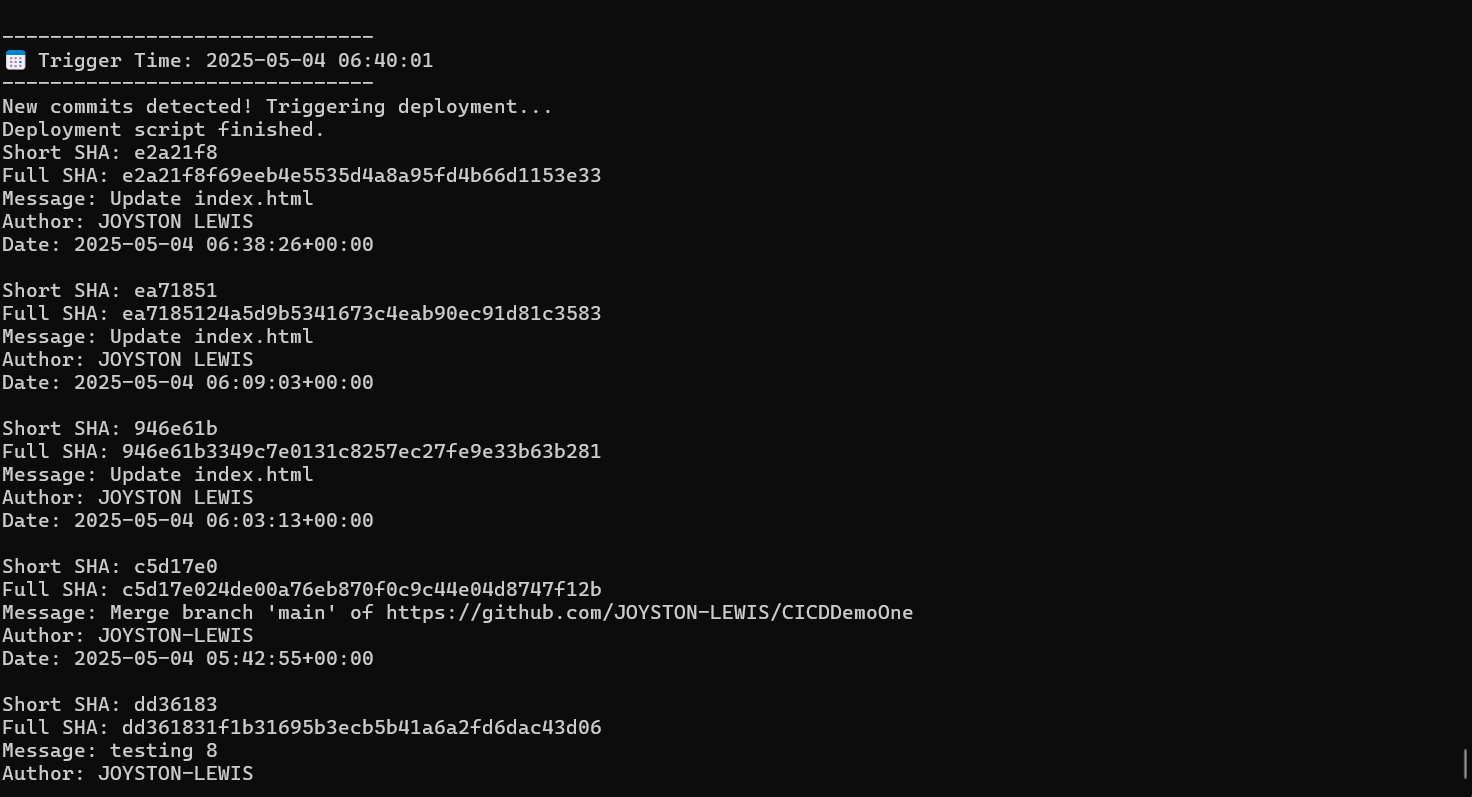 -------------------------------
📅 Trigger Time: 2025-05-04 06:40:01
-------------------------------
New commits detected! Triggering deployment...
Deployment script finished.
Short SHA: e2a21f8
Full SHA: e2a21f8f69eeb4e5535d4a8a95fd4b66d1153e33
Message: Update index.html
Author: JOYSTON LEWIS
Date: 2025-05-04 06:38:26+00:00

Short SHA: ea71851
Full SHA: ea7185124a5d9b5341673c4eab90ec91d81c3583
Message: Update index.html
Author: JOYSTON LEWIS
Date: 2025-05-04 06:09:03+00:00

Short SHA: 946e61b
Full SHA: 946e61b3349c7e0131c8257ec27fe9e33b63b281
Message: Update index.html
Author: JOYSTON LEWIS
Date: 2025-05-04 06:03:13+00:00

Short SHA: c5d17e0
Full SHA: c5d17e024de00a76eb870f0c9c44e04d8747f12b
Message: Merge branch 'main' of https://github.com/JOYSTON-LEWIS/CICDDemoOne
Author: JOYSTON-LEWIS
Date: 2025-05-04 05:42:55+00:00

Short SHA: dd36183
Full SHA: dd361831f1b31695b3ecb5b41a6a2fd6dac43d06
Message: testing 8
Author: JOYSTON-LEWIS